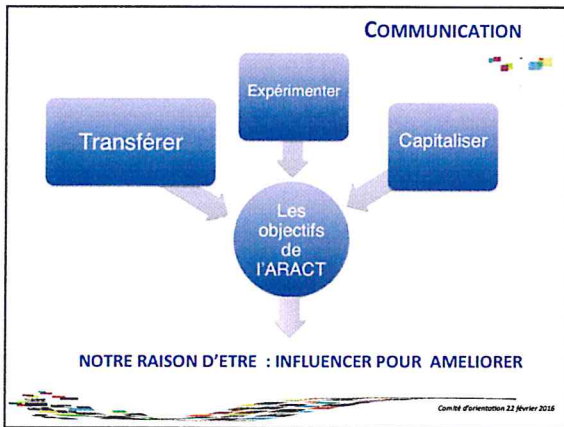 COMMUNICATION
Expérimenter
Transférer
Capitaliser
Les
objectifs
de
l'ARACT
NOTRE RAISON D'ETRE : INFLUENCER POUR AMELIORER
Comité d'orientation 22 février 2016